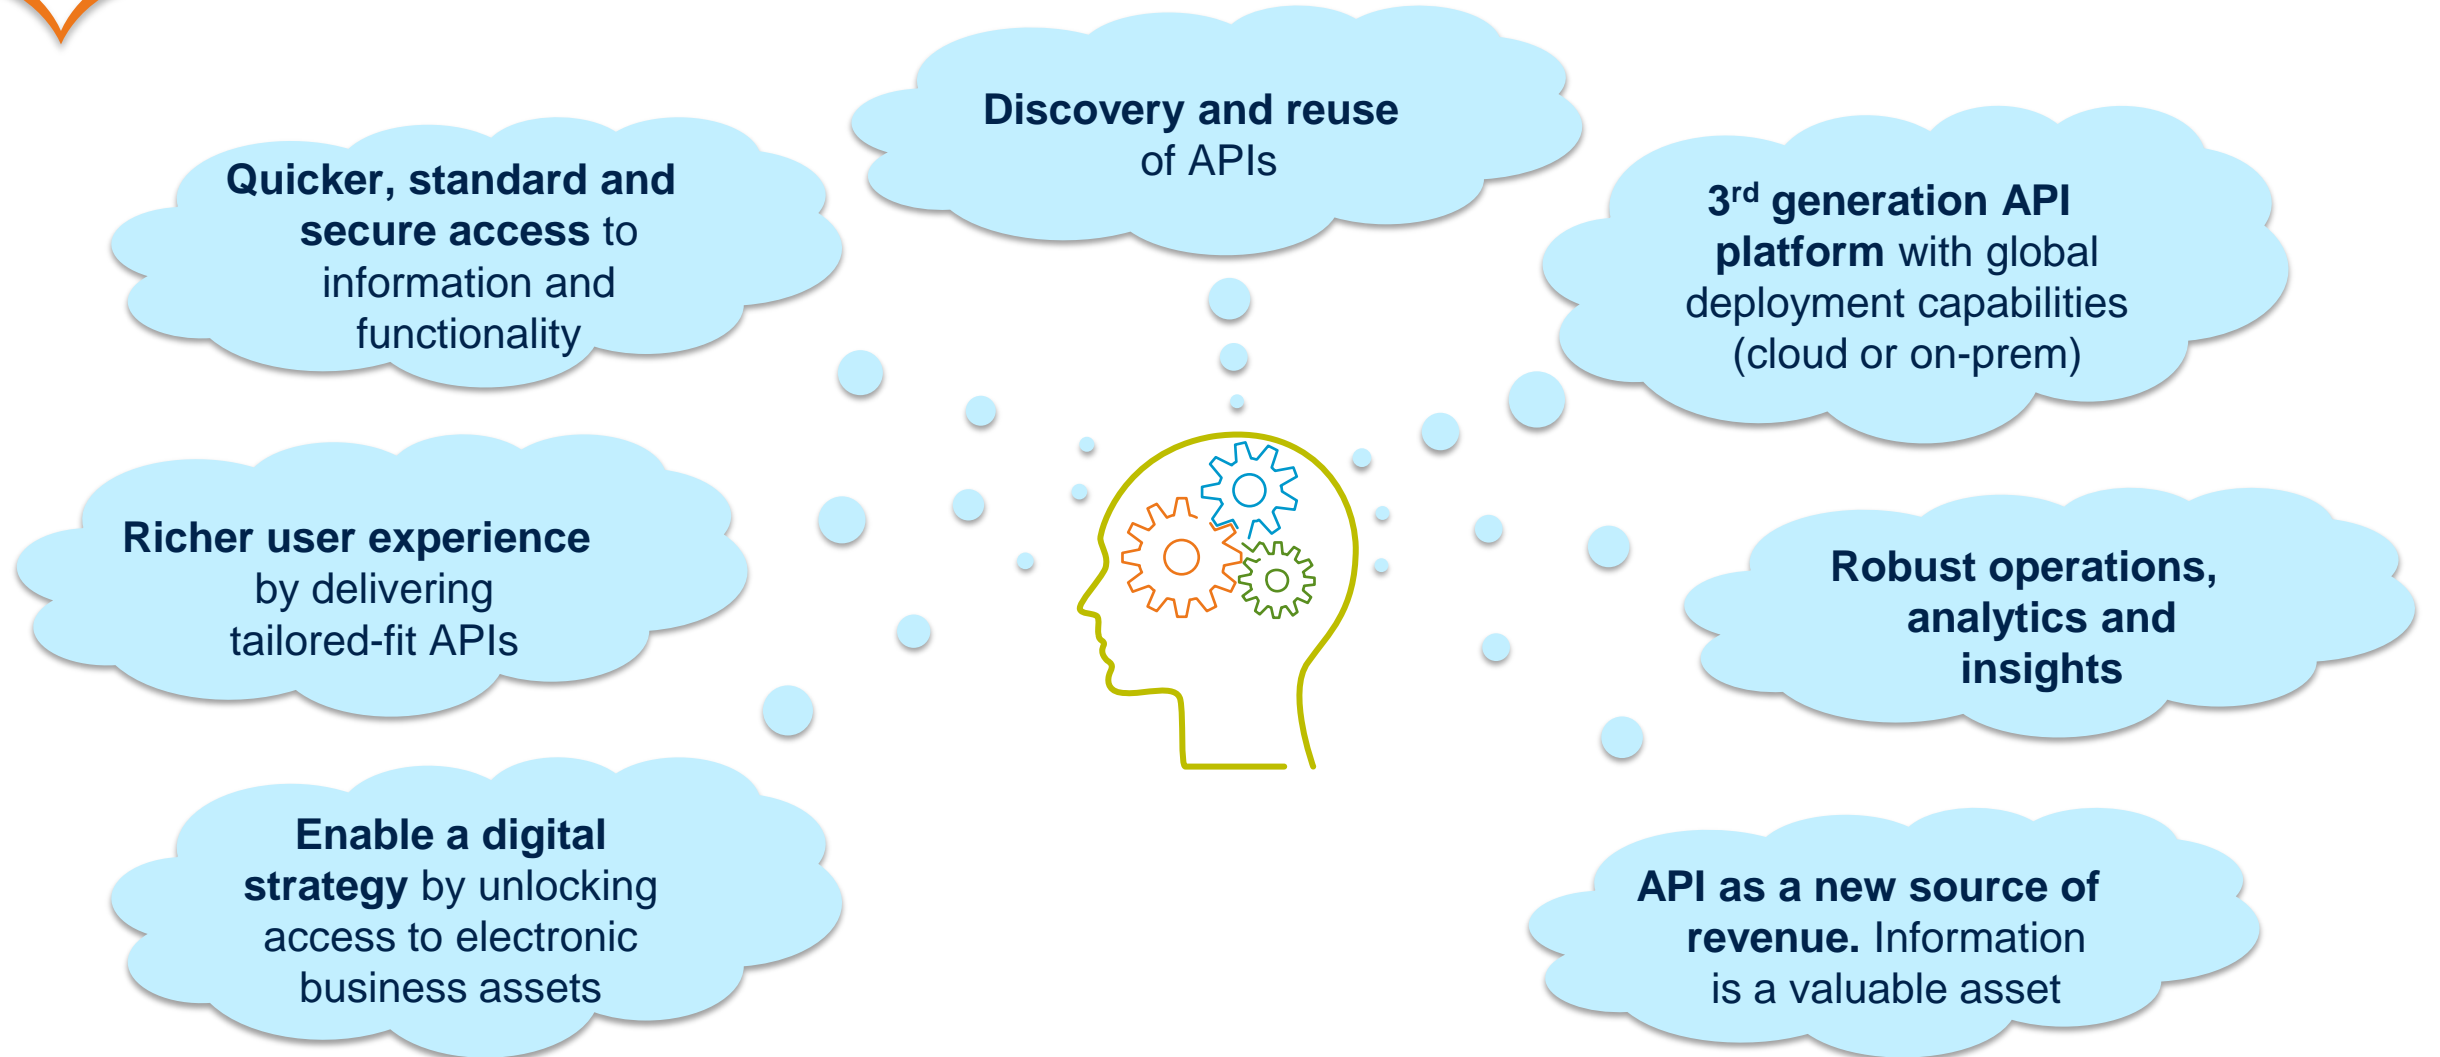 Discovery and reuse
of APIs
Quicker, standard and
secure access to
information and
functionality
3rd generation API
platform with global
deployment capabilities
(cloud or on-prem)
Richer user experience
by delivering
tailored-fit APIs
Robust operations,
analytics and
insights
Enable a digital
strategy by unlocking
access to electronic
business assets
API as a new source of
revenue. Information
is a valuable asset